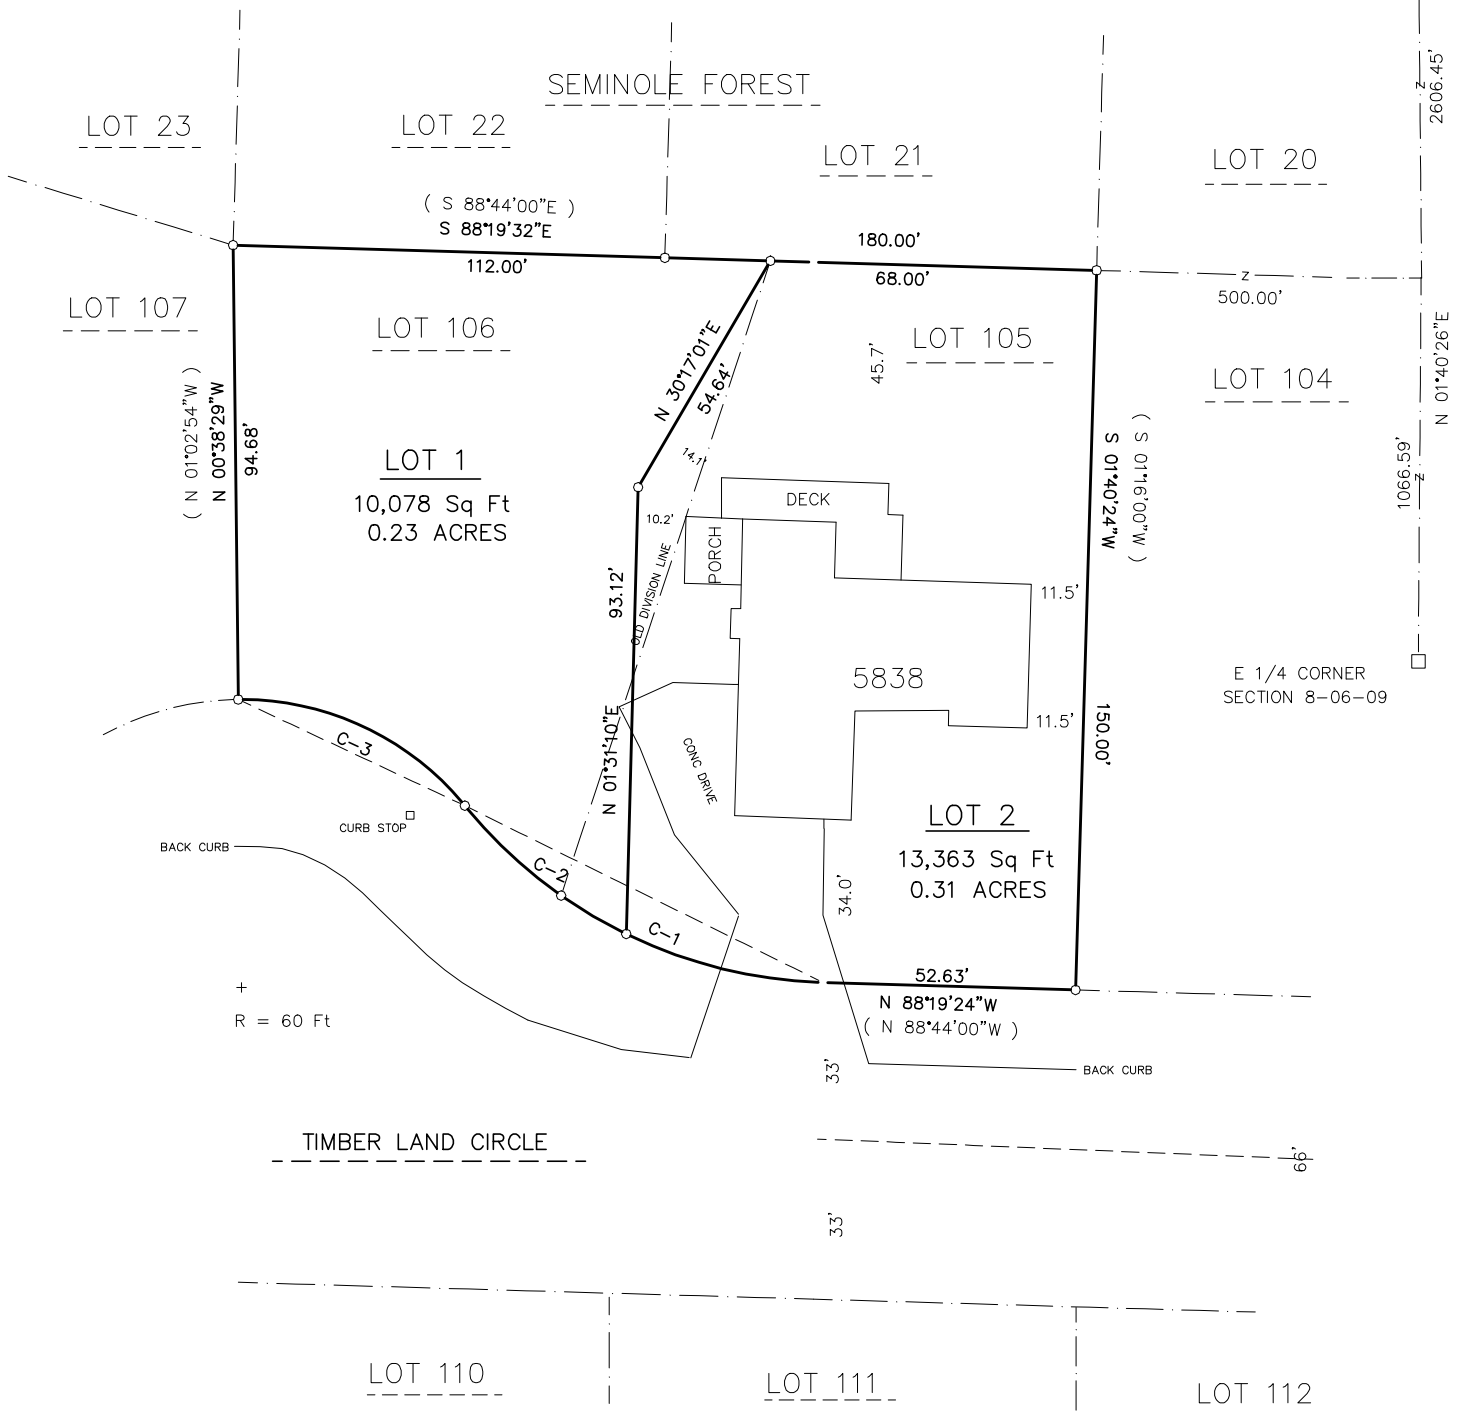 SEMINOLE FOREST
2606.45'
z
LOT 23
LOT 22
LOT 21
LOT 20
( S 88°44'00"E )
S 88°19'32"E
112.00'
180.00'
68.00'
z
500.00'
LOT 107
LOT 106
LOT 105
LOT 104
N 01°40'26"E
1066.59'
z
( N 01°02'54"W )
N 00°38'29"W
94.68'
N 30°17'01"E
54.64'
45.7'
S 01°40'24"W
( S 01°16'00"W )
150.00'
LOT 1
10,078 Sq Ft
0.23 ACRES
14.1'
10.2'
DECK
PORCH
OLD DIVISION LINE
93.12'
N 01°31'10"E
11.5'
5838
11.5'
E 1/4 CORNER
SECTION 8-06-09
CONC DRIVE
C-3
CURB STOP
BACK CURB
C-2
C-1
LOT 2
13,363 Sq Ft
0.31 ACRES
34.0'
52.63'
N 88°19'24"W
( N 88°44'00"W )
+
R = 60 Ft
33'
BACK CURB
TIMBER LAND CIRCLE
66'
33'
LOT 110
LOT 111
LOT 112